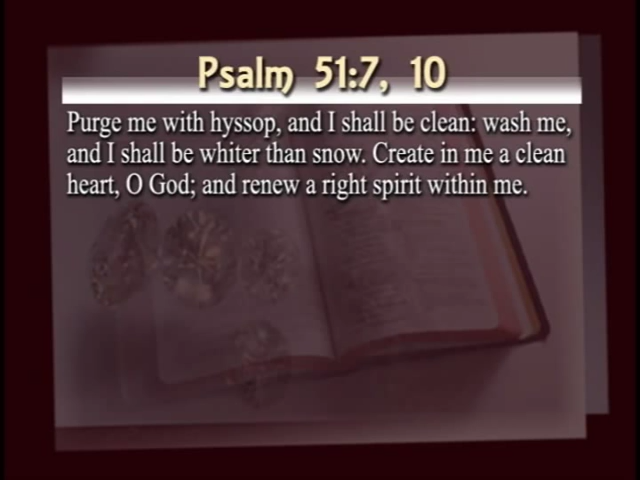 Psalm 51:7, 10
Purge me with hyssop, and I shall be clean: wash me,
and I shall be whiter than snow. Create in me a clean
heart, O God; and renew a right spirit within me.